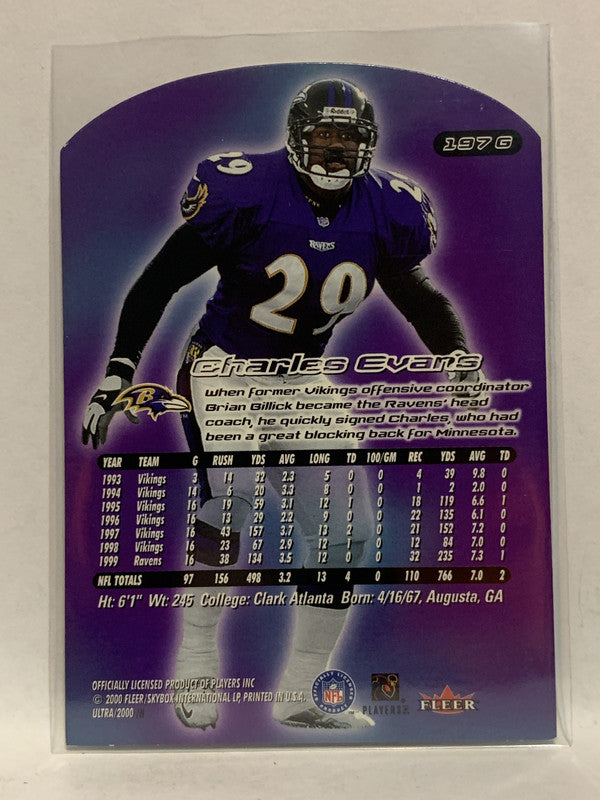 197G
Riddell
29
29
NFL
RAVENS
29
Charles Evans
When former Vikings offensive coordinator
Brian Billick became the Ravens' head
coach, he quickly signed Charles, who had
been a great blocking back for Minnesota.
YEAR TEAM G RUSH YDS AVG LONG TD 100/GM REC YDS AVG TD
1993 Vikings 3 14 32 2.3 5 0 0 4 39 9.8 0
1994 Vikings 14 6 20 3.3 8 0 0 1 2 2.0 0
1995 Vikings 16 19 59 3.1 12 1 0 18 119 6.6 1
1996 Vikings 16 13 29 2.2 0 22 135 6.1 0
1997 Vikings 16 43 157 3.7 13 2 0 21 152 7.2 0
1998 Vikings 16 23 67 2.9 12 1 0 12 84 7.0 0
1999 Ravens 16 38 134 3.5 12 0 0 32 235 7.3 1
NFL TOTALS 97 156 498 3.2 13 4 0 110 766 7.0 2
Ht: 6'1" Wt: 245 College: Clark Atlanta Born: 4/16/67, Augusta, GA
OFFICIALLY LICENSED PRODUCT OF PLAYERS INC
© 2000 FLEER/SKYBOX INTERNATIONAL LP, PRINTED IN U.S.A.
ULTRA/2000
NFL
PLAYERS INC
FLEER